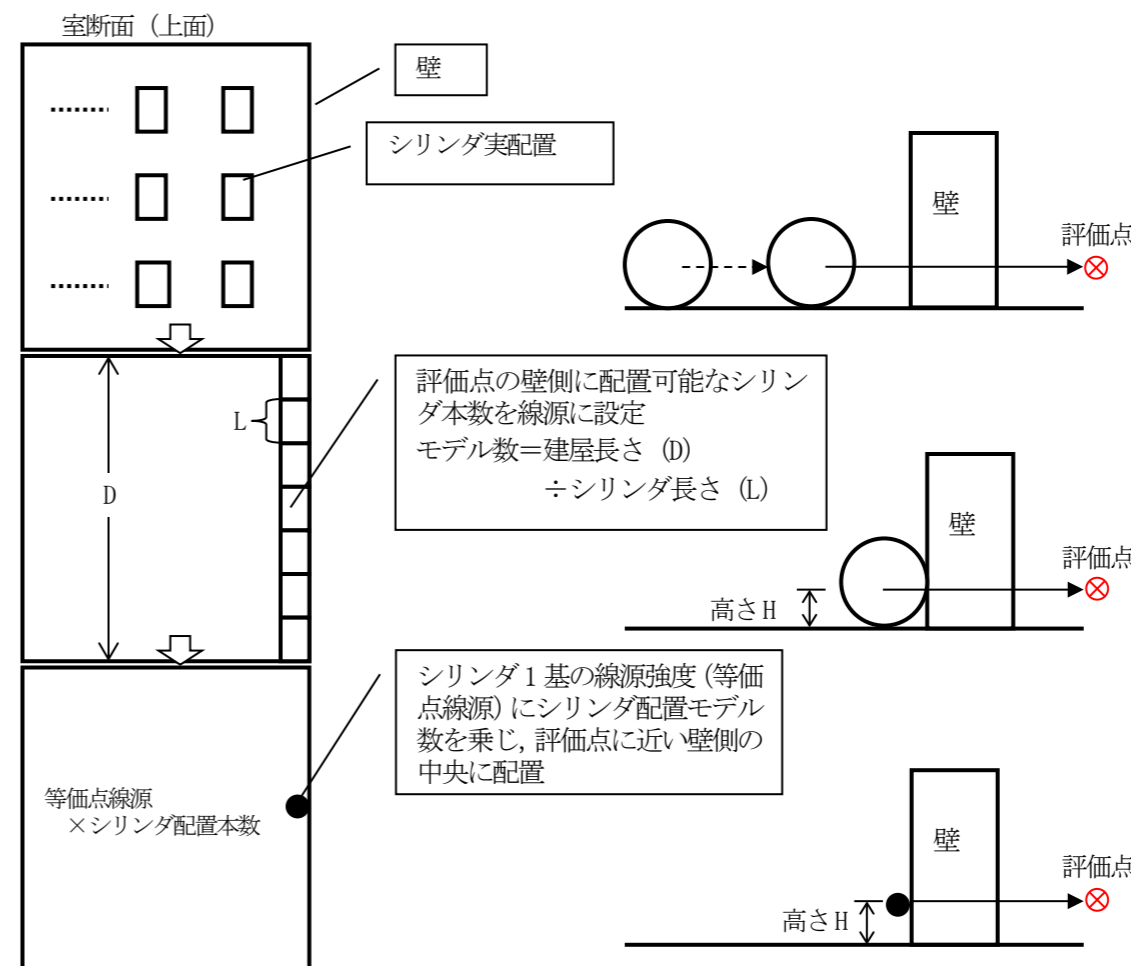 室断面（上面）
壁
シリンダ実配置
壁
評価点
評価点の壁側に配置可能なシリン
ダ本数を線源に設定
モデル数＝建屋長さ（D）
÷シリンダ長さ（L）
L
D
壁
評価点
高さH
シリンダ1基の線源強度（等価
点線源）にシリンダ配置モデル
数を乗じ，評価点に近い壁側の
中央に配置
等価点線源
×シリンダ配置本数
壁
評価点
高さH